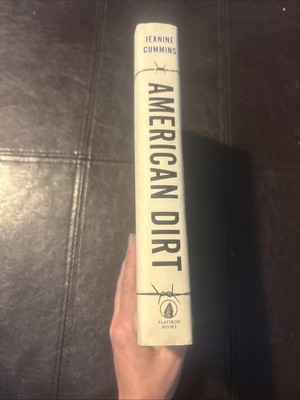 JEANINE
CUMMINS
AMERICAN DIRT
FLATIRON
BOOKS